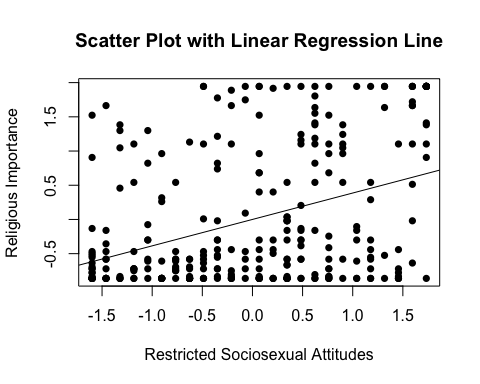 Scatter Plot with Linear Regression Line
Religious Importance
1.5
0.5
-0.5
-1.5 -1.0 -0.5 0.0 0.5 1.0 1.5
Restricted Sociosexual Attitudes